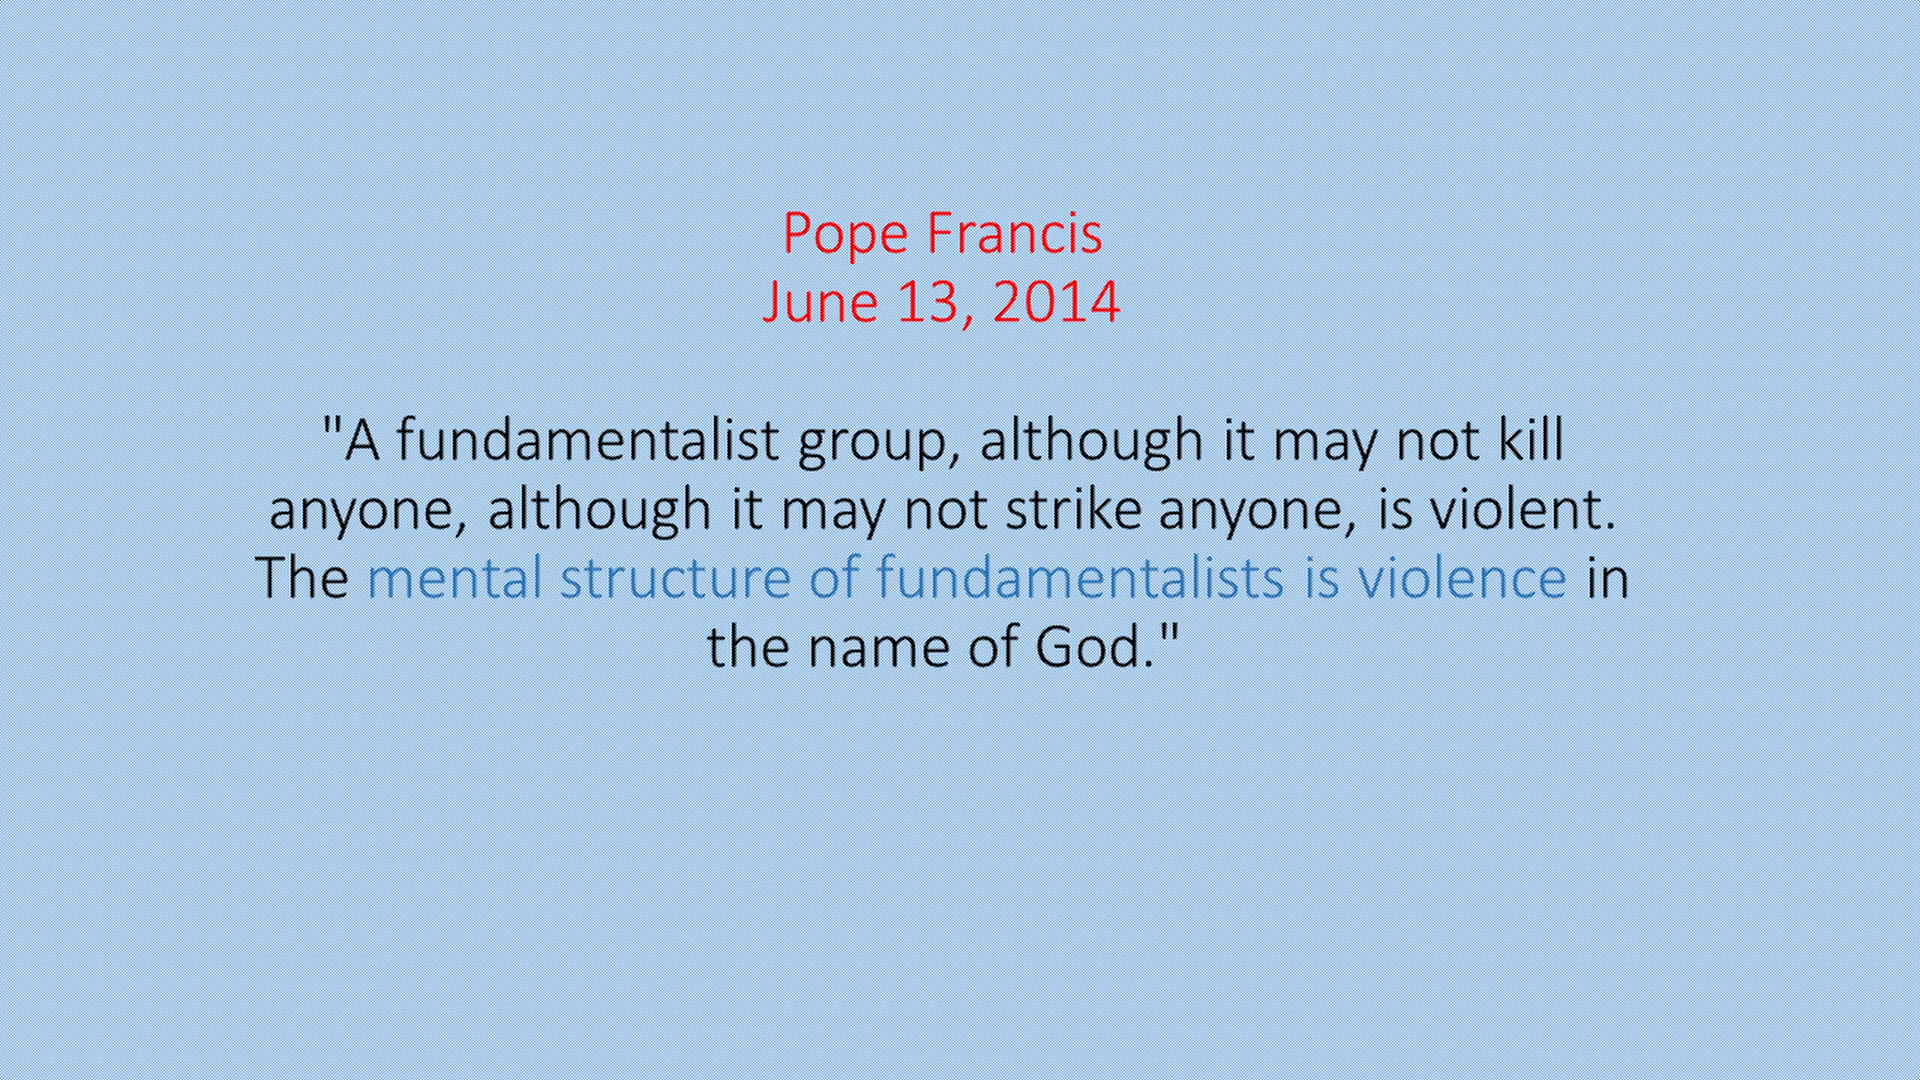 Pope Francis
June 13, 2014
"A fundamentalist group, although it may not kill
anyone, although it may not strike anyone, is violent.
The mental structure of fundamentalists is violence in
the name of God."